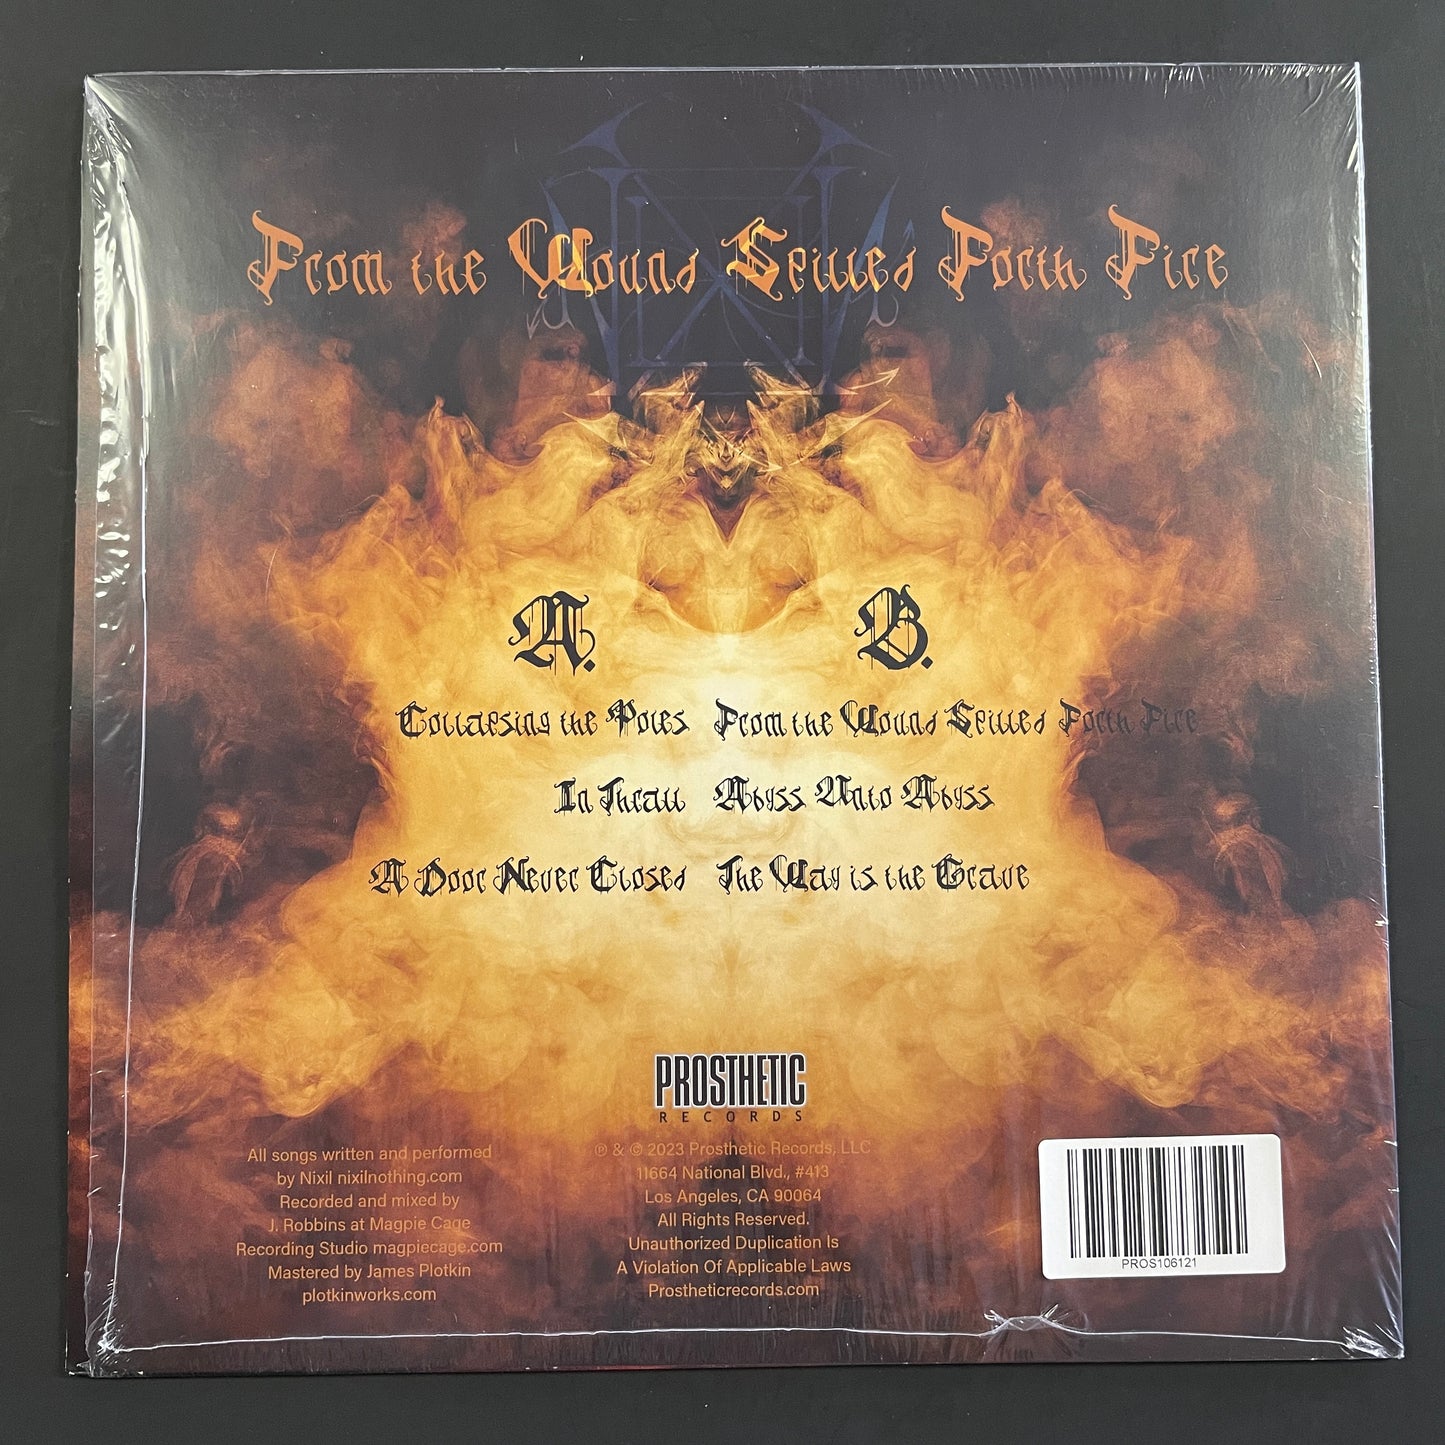 From the Wound Spilled Forth Fire
A.
Collapsing the Poles
In Thrall
A Door Never Closed
B.
From the Wound Spilled Forth Fire
Abyss Unto Abyss
The Way is the Grave
PROSTHETIC
RECORDS
All songs written and performed
by Nixil nixilnothing.com
Recorded and mixed by
J. Robbins at Magpie Cage
Recording Studio magpiecage.com
Mastered by James Plotkin
plotkinworks.com
℗ & © 2023 Prosthetic Records, LLC
11664 National Blvd., #413
Los Angeles, CA 90064
All Rights Reserved.
Unauthorized Duplication Is
A Violation Of Applicable Laws
Prostheticrecords.com
PROS106121